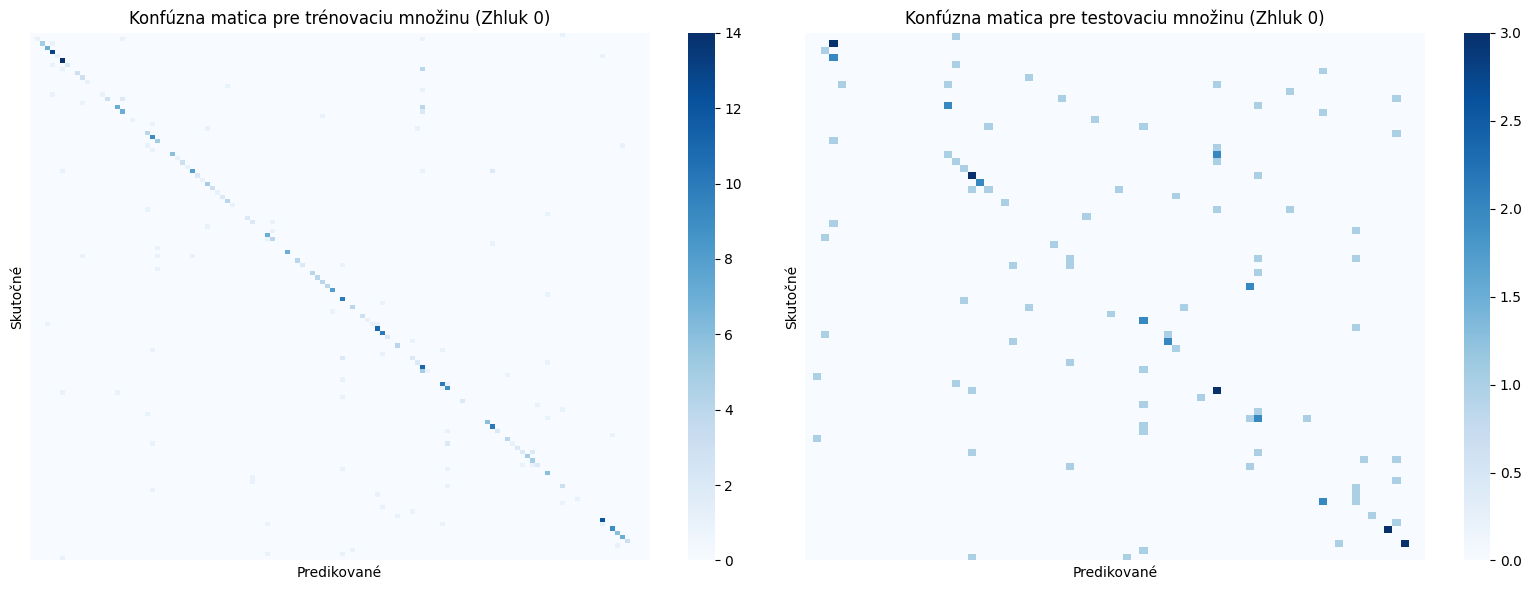 Konfúzna matica pre trénovaciu množinu (Zhluk 0)
Skutočné
Predikované
14
12
10
8
6
4
2
0
Konfúzna matica pre testovaciu množinu (Zhluk 0)
Skutočné
Predikované
3.0
2.5
2.0
1.5
1.0
0.5
0.0